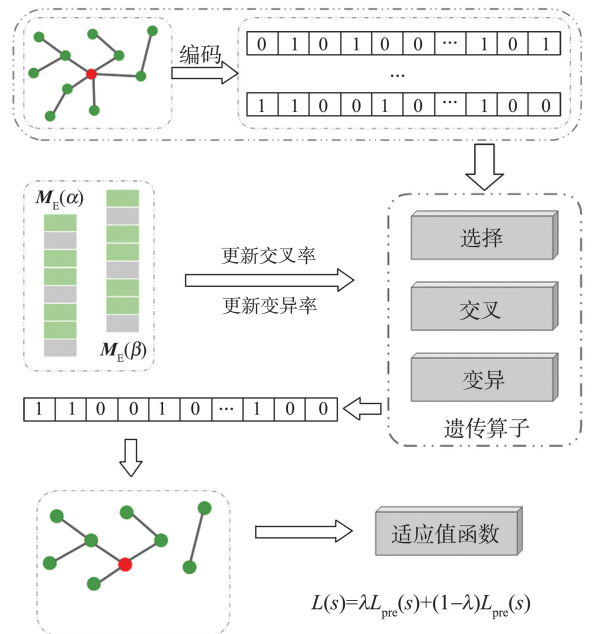 编码
0 1 0 1 0 0 ··· 1 0 1
...
1 1 0 0 1 0 ··· 1 0 0
M_E(α)
M_E(β)
更新交叉率
更新变异率
选择
交叉
变异
遗传算子
1 1 0 0 1 0 ··· 1 0 0
适应值函数
L(s)=λL_pre(s)+(1−λ)L_pre(s)